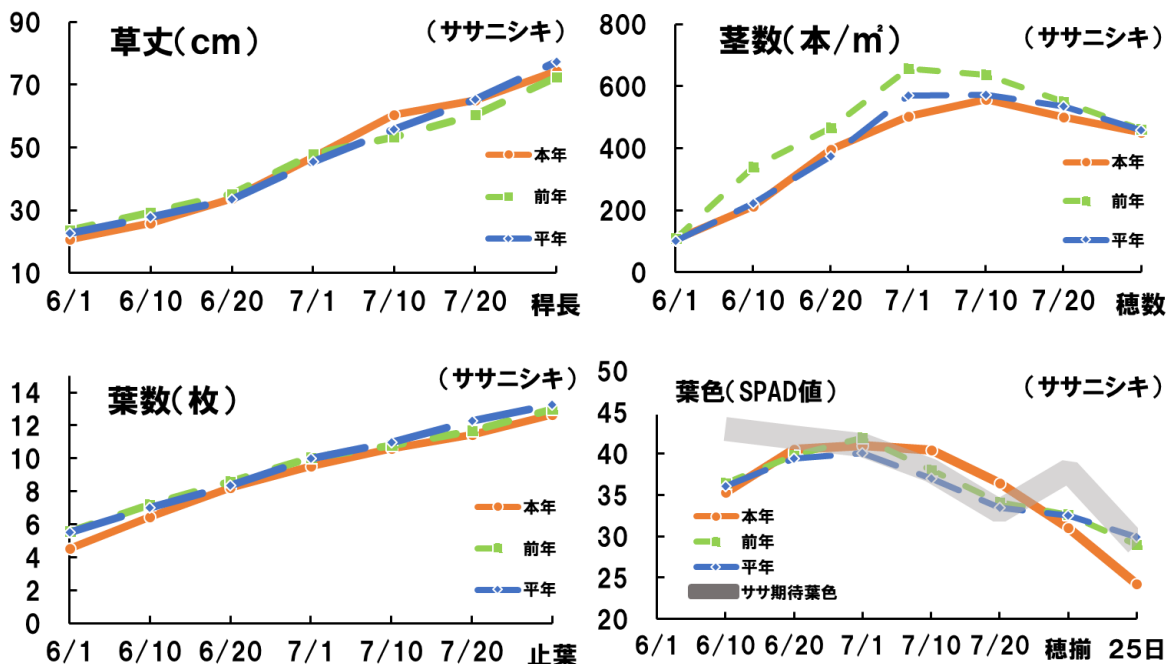 草丈(cm)
(ササニシキ)
90
70
50
30
10
本年
前年
平年
6/1 6/10 6/20 7/1 7/10 7/20 稈長
茎数(本/㎡)
(ササニシキ)
800
600
400
200
0
本年
前年
平年
6/1 6/10 6/20 7/1 7/10 7/20 穂数
葉数(枚)
(ササニシキ)
14
12
10
8
6
4
2
0
本年
前年
平年
6/1 6/10 6/20 7/1 7/10 7/20 止葉
葉色(SPAD値)
(ササニシキ)
50
45
40
35
30
25
20
本年
前年
平年
ササ期待葉色
6/1 6/10 6/20 7/1 7/10 7/20 穂揃 25日